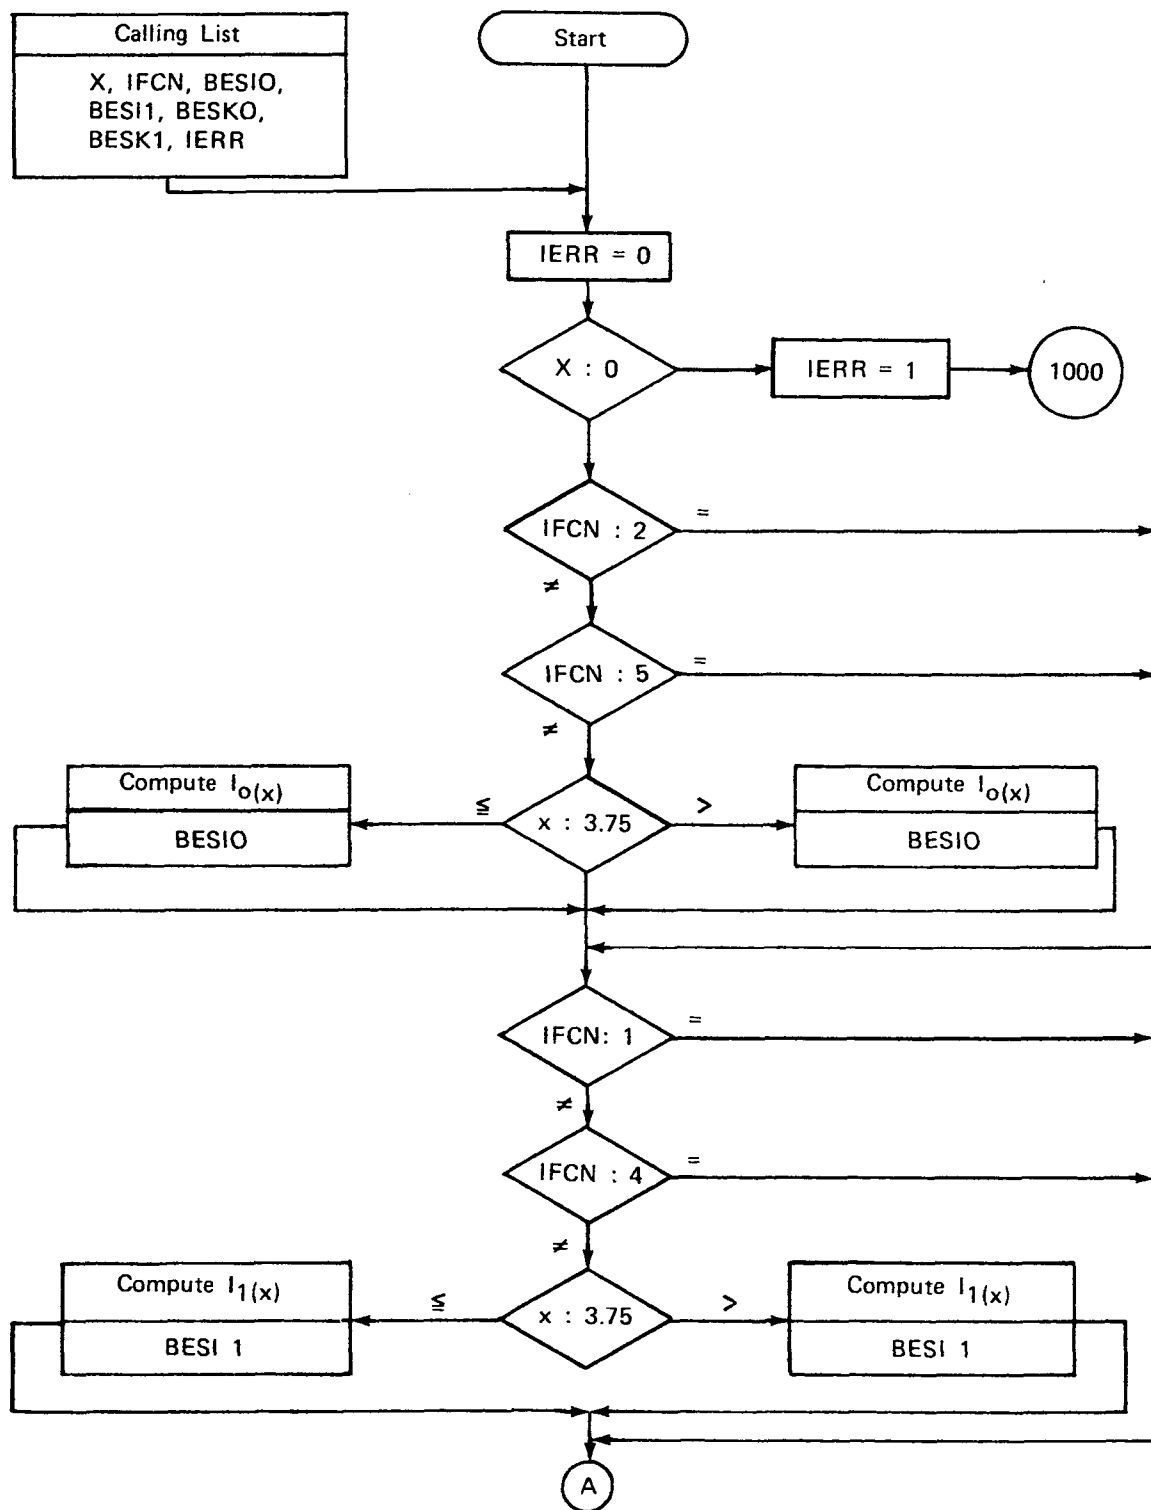 Calling List
X, IFCN, BESIO,
BESI1, BESKO,
BESK1, IERR
Start
IERR = 0
X : 0
IERR = 1
1000
IFCN : 2
=
≠
IFCN : 5
=
≠
Compute Io(x)
BESIO
≦
x : 3.75
>
Compute Io(x)
BESIO
IFCN: 1
=
≠
IFCN : 4
=
≠
Compute I1(x)
BESI 1
≦
x : 3.75
>
Compute I1(x)
BESI 1
A